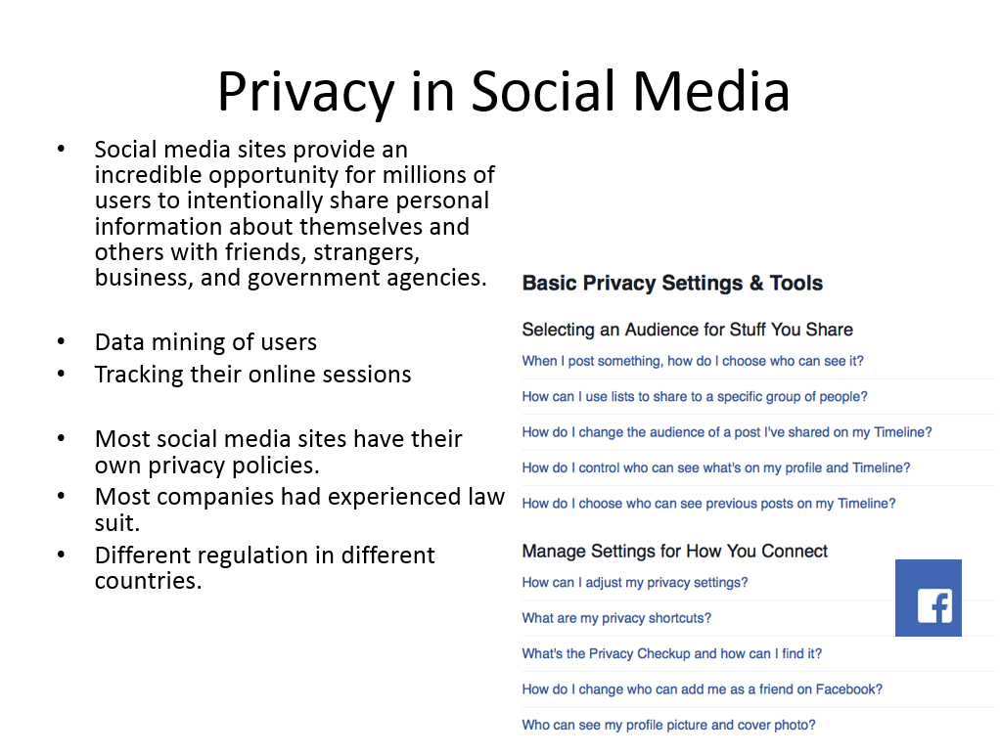 Privacy in Social Media
• Social media sites provide an
incredible opportunity for millions of
users to intentionally share personal
information about themselves and
others with friends, strangers,
business, and government agencies.
• Data mining of users
• Tracking their online sessions
• Most social media sites have their
own privacy policies.
• Most companies had experienced law
suit.
• Different regulation in different
countries.
Basic Privacy Settings & Tools
Selecting an Audience for Stuff You Share
When I post something, how do I choose who can see it?
How can I use lists to share to a specific group of people?
How do I change the audience of a post I've shared on my Timeline?
How do I control who can see what's on my profile and Timeline?
How do I choose who can see previous posts on my Timeline?
Manage Settings for How You Connect
How can I adjust my privacy settings?
What are my privacy shortcuts?
What's the Privacy Checkup and how can I find it?
How do I change who can add me as a friend on Facebook?
Who can see my profile picture and cover photo?